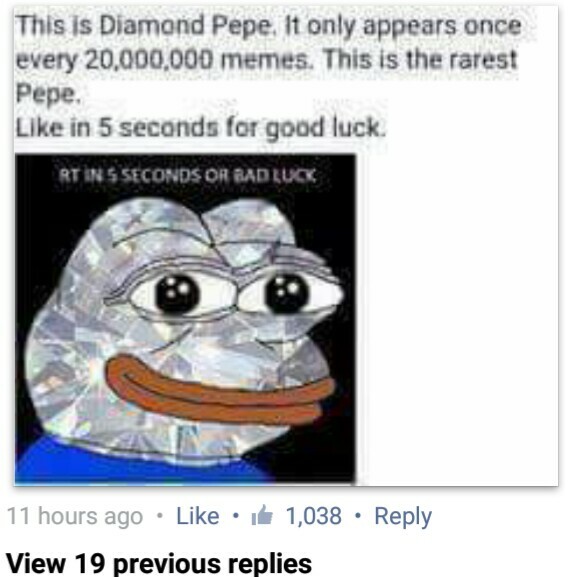 This is Diamond Pepe. It only appears once
every 20,000,000 memes. This is the rarest
Pepe.
Like in 5 seconds for good luck.
RT IN 5 SECONDS OR BAD LUCK
11 hours ago • Like • 1,038 • Reply
View 19 previous replies